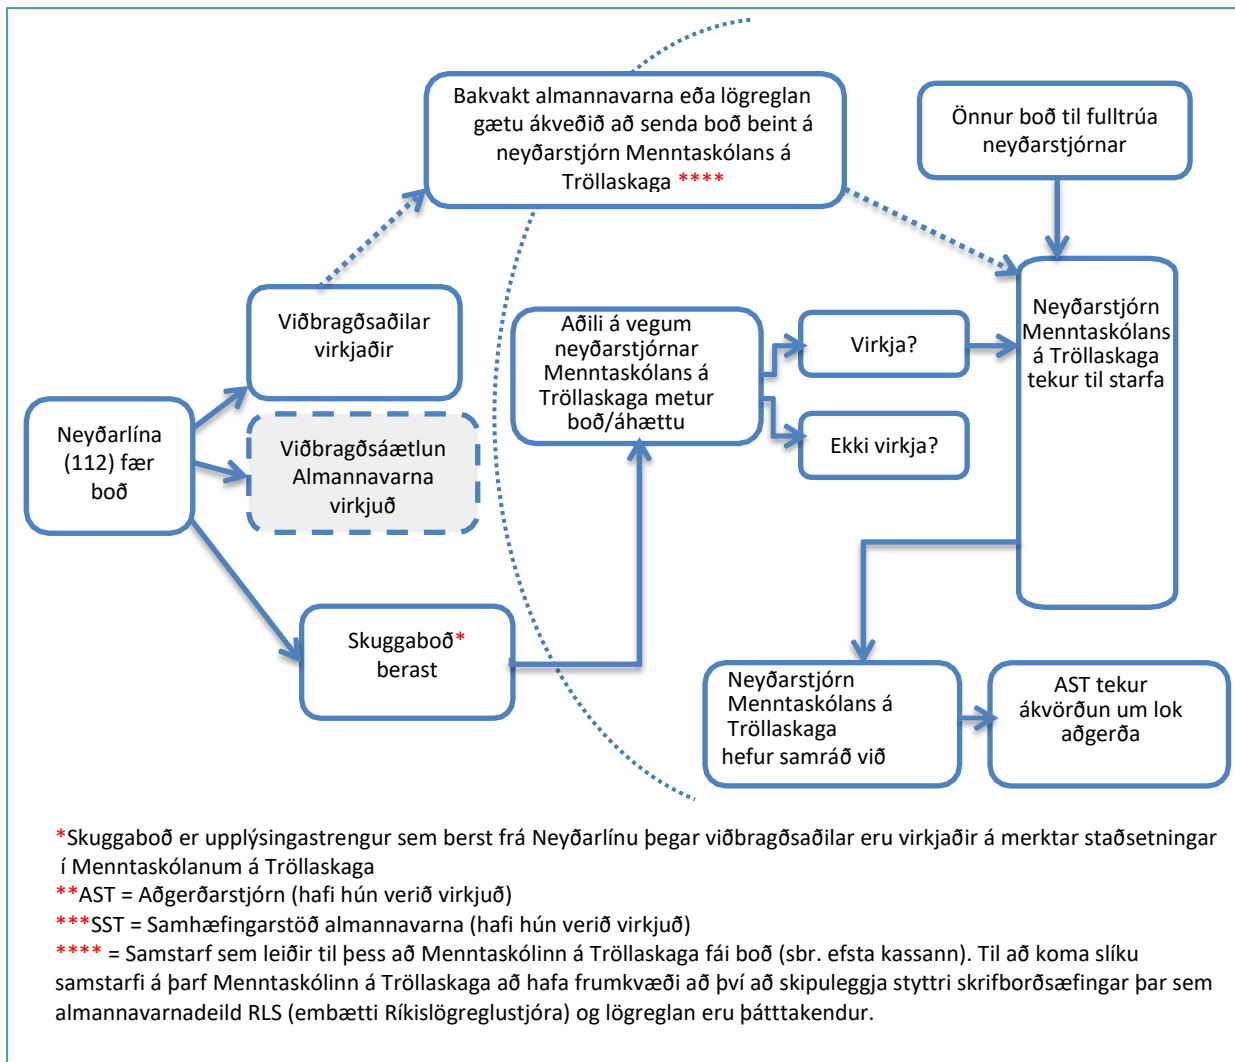 Bakvakt almannavarna eða lögreglan
gætu ákveðið að senda boð beint á
neyðarstjórn Menntaskólans á
Tröllaskaga ****
Önnur boð til fulltrúa
neyðarstjórnar
Viðbragðsaðilar
virkjaðir
Aðili á vegum
neyðarstjórnar
Menntaskólans á
Tröllaskaga metur
boð/áhættu
Virkja?
Neyðarstjórn
Menntaskólans
á Tröllaskaga
tekur til starfa
Neyðarlína
(112) fær
boð
Viðbragðsáætlun
Almannavarna
virkjuð
Ekki virkja?
Skuggaboð*
berast
Neyðarstjórn
Menntaskólans á
Tröllaskaga
hefur samráð við
AST tekur
ákvörðun um lok
aðgerða
*Skuggaboð er upplýsingastrengur sem berst frá Neyðarlínu þegar viðbragðsaðilar eru virkjaðir á merktar staðsetningar
í Menntaskólanum á Tröllaskaga
**AST = Aðgerðarstjórn (hafi hún verið virkjuð)
***SST = Samhæfingarstöð almannavarna (hafi hún verið virkjuð)
**** = Samstarf sem leiðir til þess að Menntaskólinn á Tröllaskaga fái boð (sbr. efsta kassann). Til að koma slíku
samstarfi á þarf Menntaskólinn á Tröllaskaga að hafa frumkvæði að því að skipuleggja styttri skrifborðsæfingar þar sem
almannavarnadeild RLS (embætti Ríkislögreglustjóra) og lögreglan eru þátttakendur.